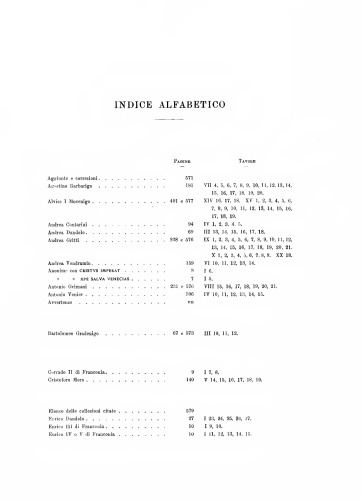 INDICE ALFABETICO
PAGINE TAVOLE
Aggiunte e correzioni . . . . . . . . . . . 571
Agostino Barbarigo . . . . . . . . . . . 181 VII 4, 5, 6, 7, 8, 9, 10, 11, 12, 13, 14,
15, 16, 17, 18, 19, 20.
Alvise I Mocenigo . . . . . . . . . 401 e 577 XIV 16, 17, 18. XV 1, 2, 3, 4, 5, 6,
7, 8, 9, 10, 11, 12, 13, 14, 15, 16,
17, 18, 19.
Andrea Contarini . . . . . . . . . . . 94 IV 1, 2, 3, 4, 5.
Andrea Dandolo . . . . . . . . . . . 69 III 13, 14, 15, 16, 17, 18.
Andrea Gritti . . . . . . . . . 238 e 576 IX 1, 2, 3, 4, 5, 6, 7, 8, 9, 10, 11, 12,
13, 14, 15, 16, 17, 18, 19, 20, 21.
X 1, 2, 3, 4, 5, 6, 7, 8, 9. XX 28.
Andrea Vendramin . . . . . . . . . . . 159 VI 10, 11, 12, 13, 14.
Anonime con CRISTVS IMPERAT . . . . . . 8 I 6.
» » XPE SALVA VENECIAS . . . . . 7 I 5.
Antonio Grimani . . . . . . . . . 231 e 576 VIII 15, 16, 17, 18, 19, 20, 21.
Antonio Venier . . . . . . . . . . . 106 IV 10, 11, 12, 13, 14, 15.
Avvertenze . . . . . . . . . . . VII
Bartolomeo Gradenigo . . . . . . . . 67 e 573 III 10, 11, 12.
Corrado II di Franconia . . . . . . . . . 9 I 7, 8.
Cristoforo Moro . . . . . . . . . . . 140 V 14, 15, 16, 17, 18, 19.
Elenco delle collezioni citate . . . . . . . 579
Enrico Dandolo . . . . . . . . . . . 27 I 23, 24, 25, 26, 27.
Enrico III di Franconia . . . . . . . . . 10 I 9, 10.
Enrico IV o V di Franconia . . . . . . . . 10 I 11, 12, 13, 14, 15.